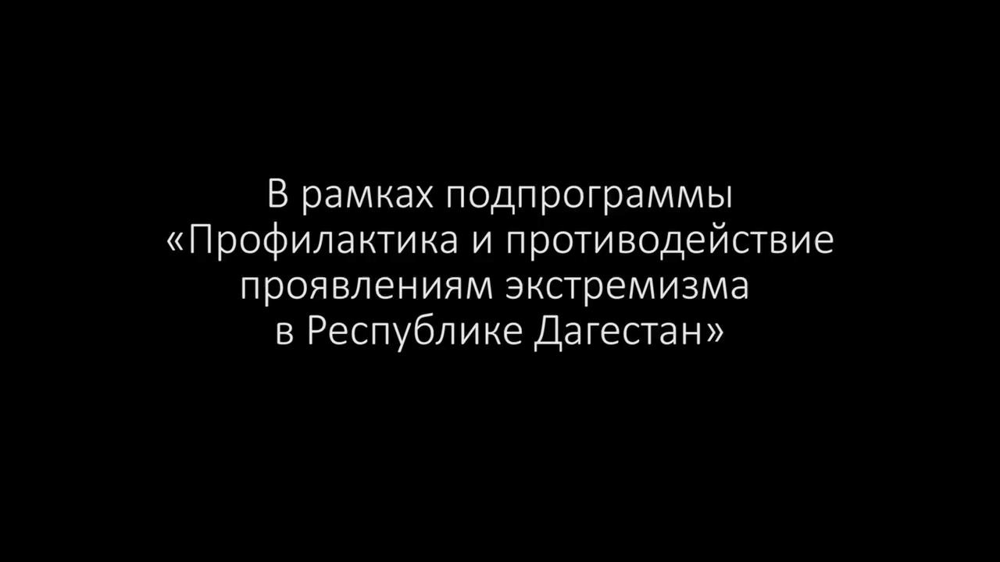 В рамках подпрограммы
«Профилактика и противодействие
проявлениям экстремизма
в Республике Дагестан»